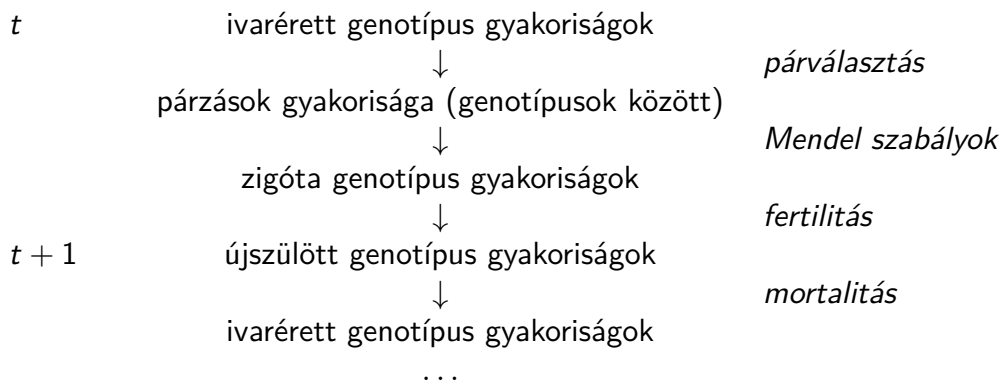 t ivarérett genotípus gyakoriságok
↓ párválasztás
párzások gyakorisága (genotípusok között)
↓ Mendel szabályok
zigóta genotípus gyakoriságok
↓ fertilitás
t + 1 újszülött genotípus gyakoriságok
↓ mortalitás
ivarérett genotípus gyakoriságok
...